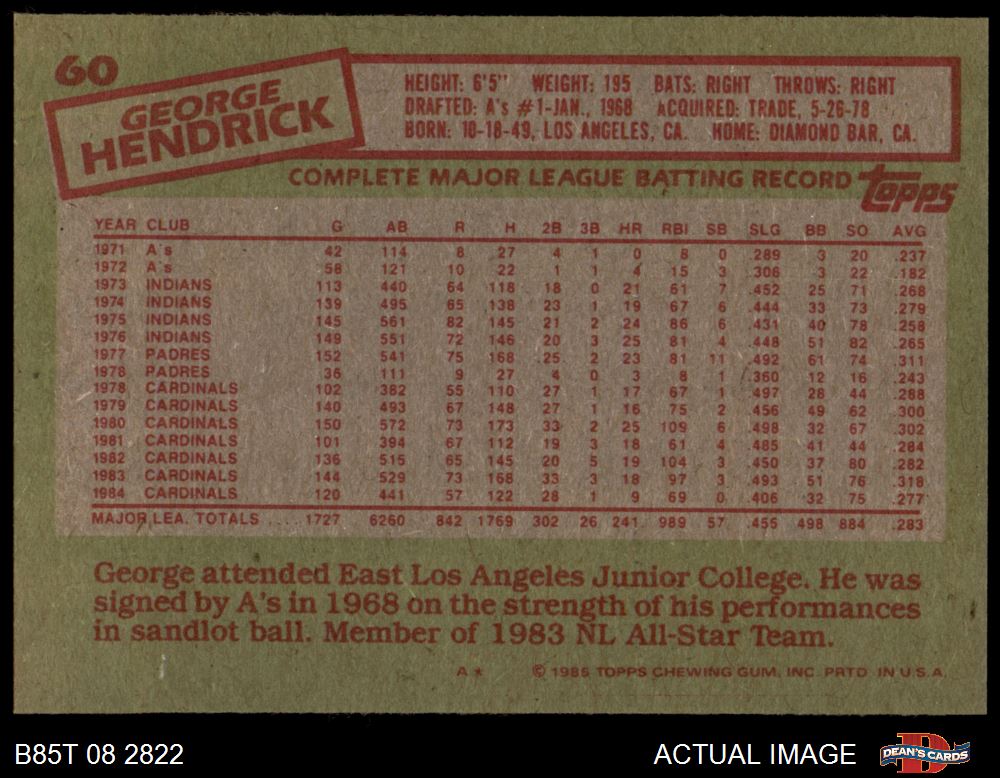 60
GEORGE
HENDRICK
HEIGHT: 6'5" WEIGHT: 195 BATS: RIGHT THROWS: RIGHT
DRAFTED: A's #1-JAN., 1968 ACQUIRED: TRADE, 5-26-78
BORN: 10-18-49, LOS ANGELES, CA. HOME: DIAMOND BAR, CA.
COMPLETE MAJOR LEAGUE BATTING RECORD topps
YEAR CLUB G AB R H 2B 3B HR RBI SB SLG BB SO AVG
1971 A's 42 114 8 27 4 1 0 8 0 .289 3 20 .237
1972 A's 58 121 10 22 1 1 4 15 3 .306 3 22 .182
1973 INDIANS 113 440 64 118 18 0 21 61 7 .452 25 71 .268
1974 INDIANS 139 495 65 138 23 1 19 67 6 .444 33 73 .279
1975 INDIANS 145 561 82 145 21 2 24 86 6 .431 40 78 .258
1976 INDIANS 149 551 72 146 20 3 25 81 4 .448 51 82 .265
1977 PADRES 152 541 75 168 25 2 23 81 11 .492 61 74 .311
1978 PADRES 36 111 9 27 4 0 3 8 1 .360 12 16 .243
1978 CARDINALS 102 382 55 110 27 1 17 67 1 .497 28 44 .288
1979 CARDINALS 140 493 67 148 27 1 16 75 2 .456 49 62 .300
1980 CARDINALS 150 572 73 173 33 2 25 109 6 .498 32 67 .302
1981 CARDINALS 101 394 67 112 19 3 18 61 4 .485 41 44 .284
1982 CARDINALS 136 515 65 145 20 5 19 104 3 .450 37 80 .282
1983 CARDINALS 144 529 73 168 33 3 18 97 3 .493 51 76 .318
1984 CARDINALS 120 441 57 122 28 1 9 69 0 .406 32 75 .277
MAJOR LEA. TOTALS .... 1727 6260 842 1769 302 26 241 989 57 .455 498 884 .283
George attended East Los Angeles Junior College. He was
signed by A's in 1968 on the strength of his performances
in sandlot ball. Member of 1983 NL All-Star Team.
A * © 1985 TOPPS CHEWING GUM, INC. PRTD. IN U.S.A.
B85T 08 2822 ACTUAL IMAGE DEAN'S CARDS